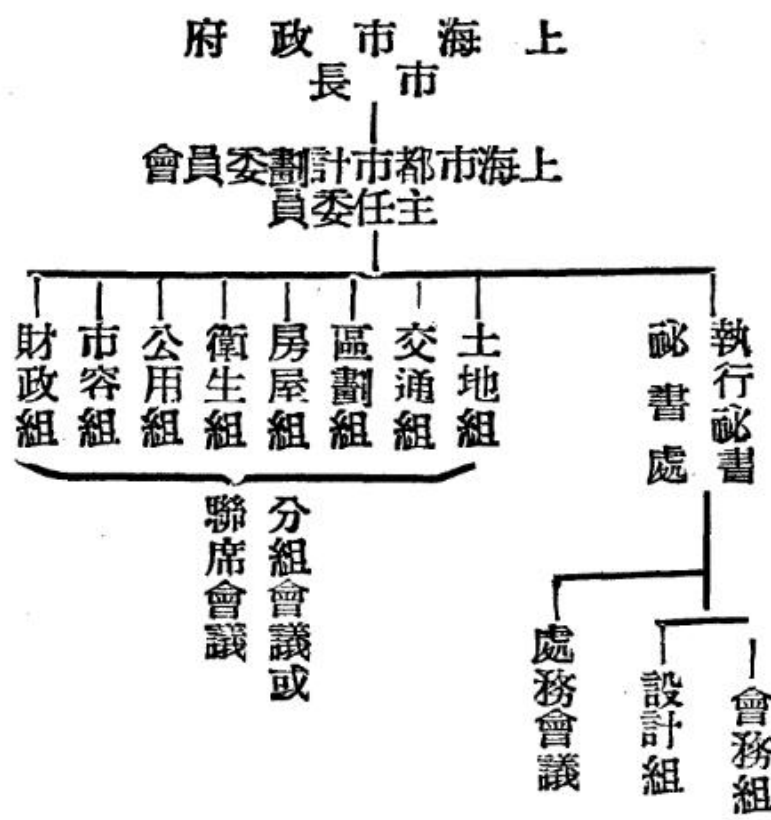 上海市政府
市長
上海市都市計劃委員會
主任委員
執行祕書
祕書處
土地組
交通組
區劃組
房屋組
衛生組
公用組
市容組
財政組
分組會議或
聯席會議
會務組
設計組
處務會議